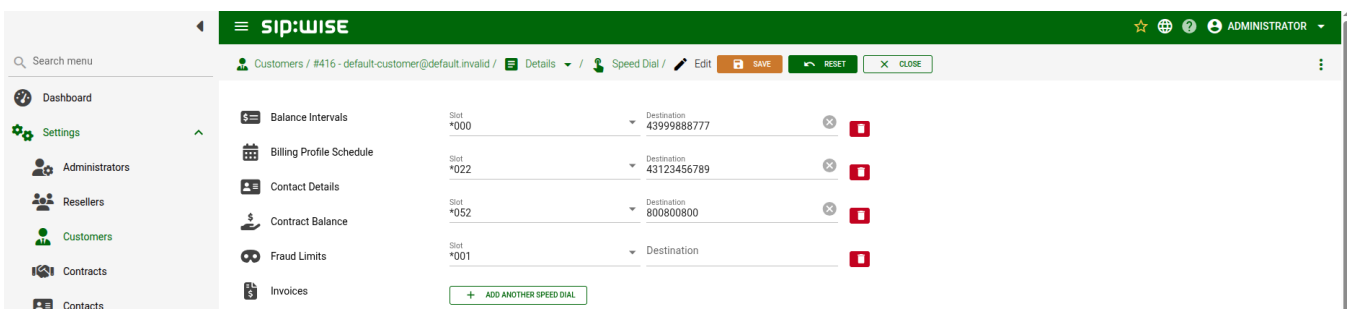 sip:wise
ADMINISTRATOR
Search menu
Customers / #416 - default-customer@default.invalid / Details / Speed Dial / Edit SAVE RESET CLOSE
Dashboard
Settings
Administrators
Resellers
Customers
Contracts
Contacts
Balance Intervals
Billing Profile Schedule
Contact Details
Contract Balance
Fraud Limits
Invoices
Slot Destination
*000 43999888777
Slot Destination
*022 43123456789
Slot Destination
*052 800800800
Slot
*001 Destination
+ ADD ANOTHER SPEED DIAL